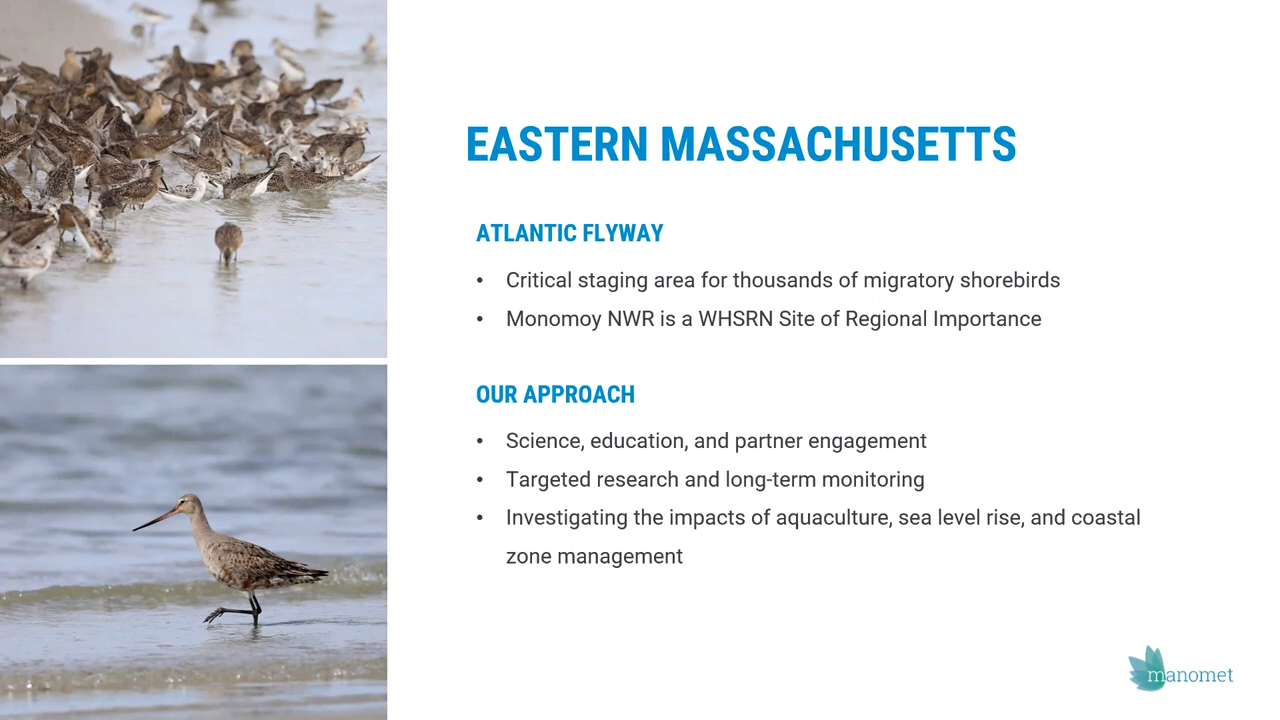 EASTERN MASSACHUSETTS
ATLANTIC FLYWAY
• Critical staging area for thousands of migratory shorebirds
• Monomoy NWR is a WHSRN Site of Regional Importance
OUR APPROACH
• Science, education, and partner engagement
• Targeted research and long-term monitoring
• Investigating the impacts of aquaculture, sea level rise, and coastal
zone management
manomet